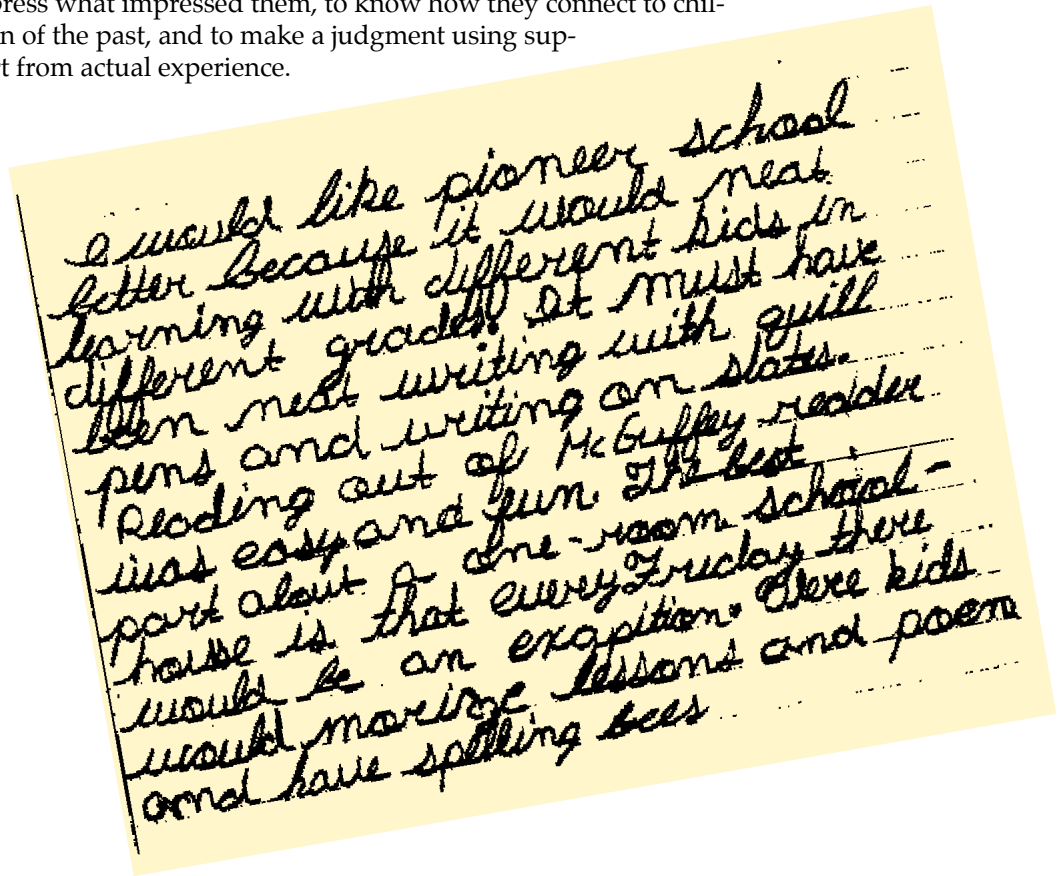 press what impressed them, to know how they connect to chil-
n of the past, and to make a judgment using sup-
t from actual experience.
I would like pioneer school
better because it would neat
learning with different kids in
different grades. It must have
been neat writing with quill
pens and writing on slates.
Reading out of McGuffey reader
was easy and fun. The best
part about A one-room school-
house is that every Friday there
would be an exapition. Here kids
would morize lessons and poem
and have spelling bees